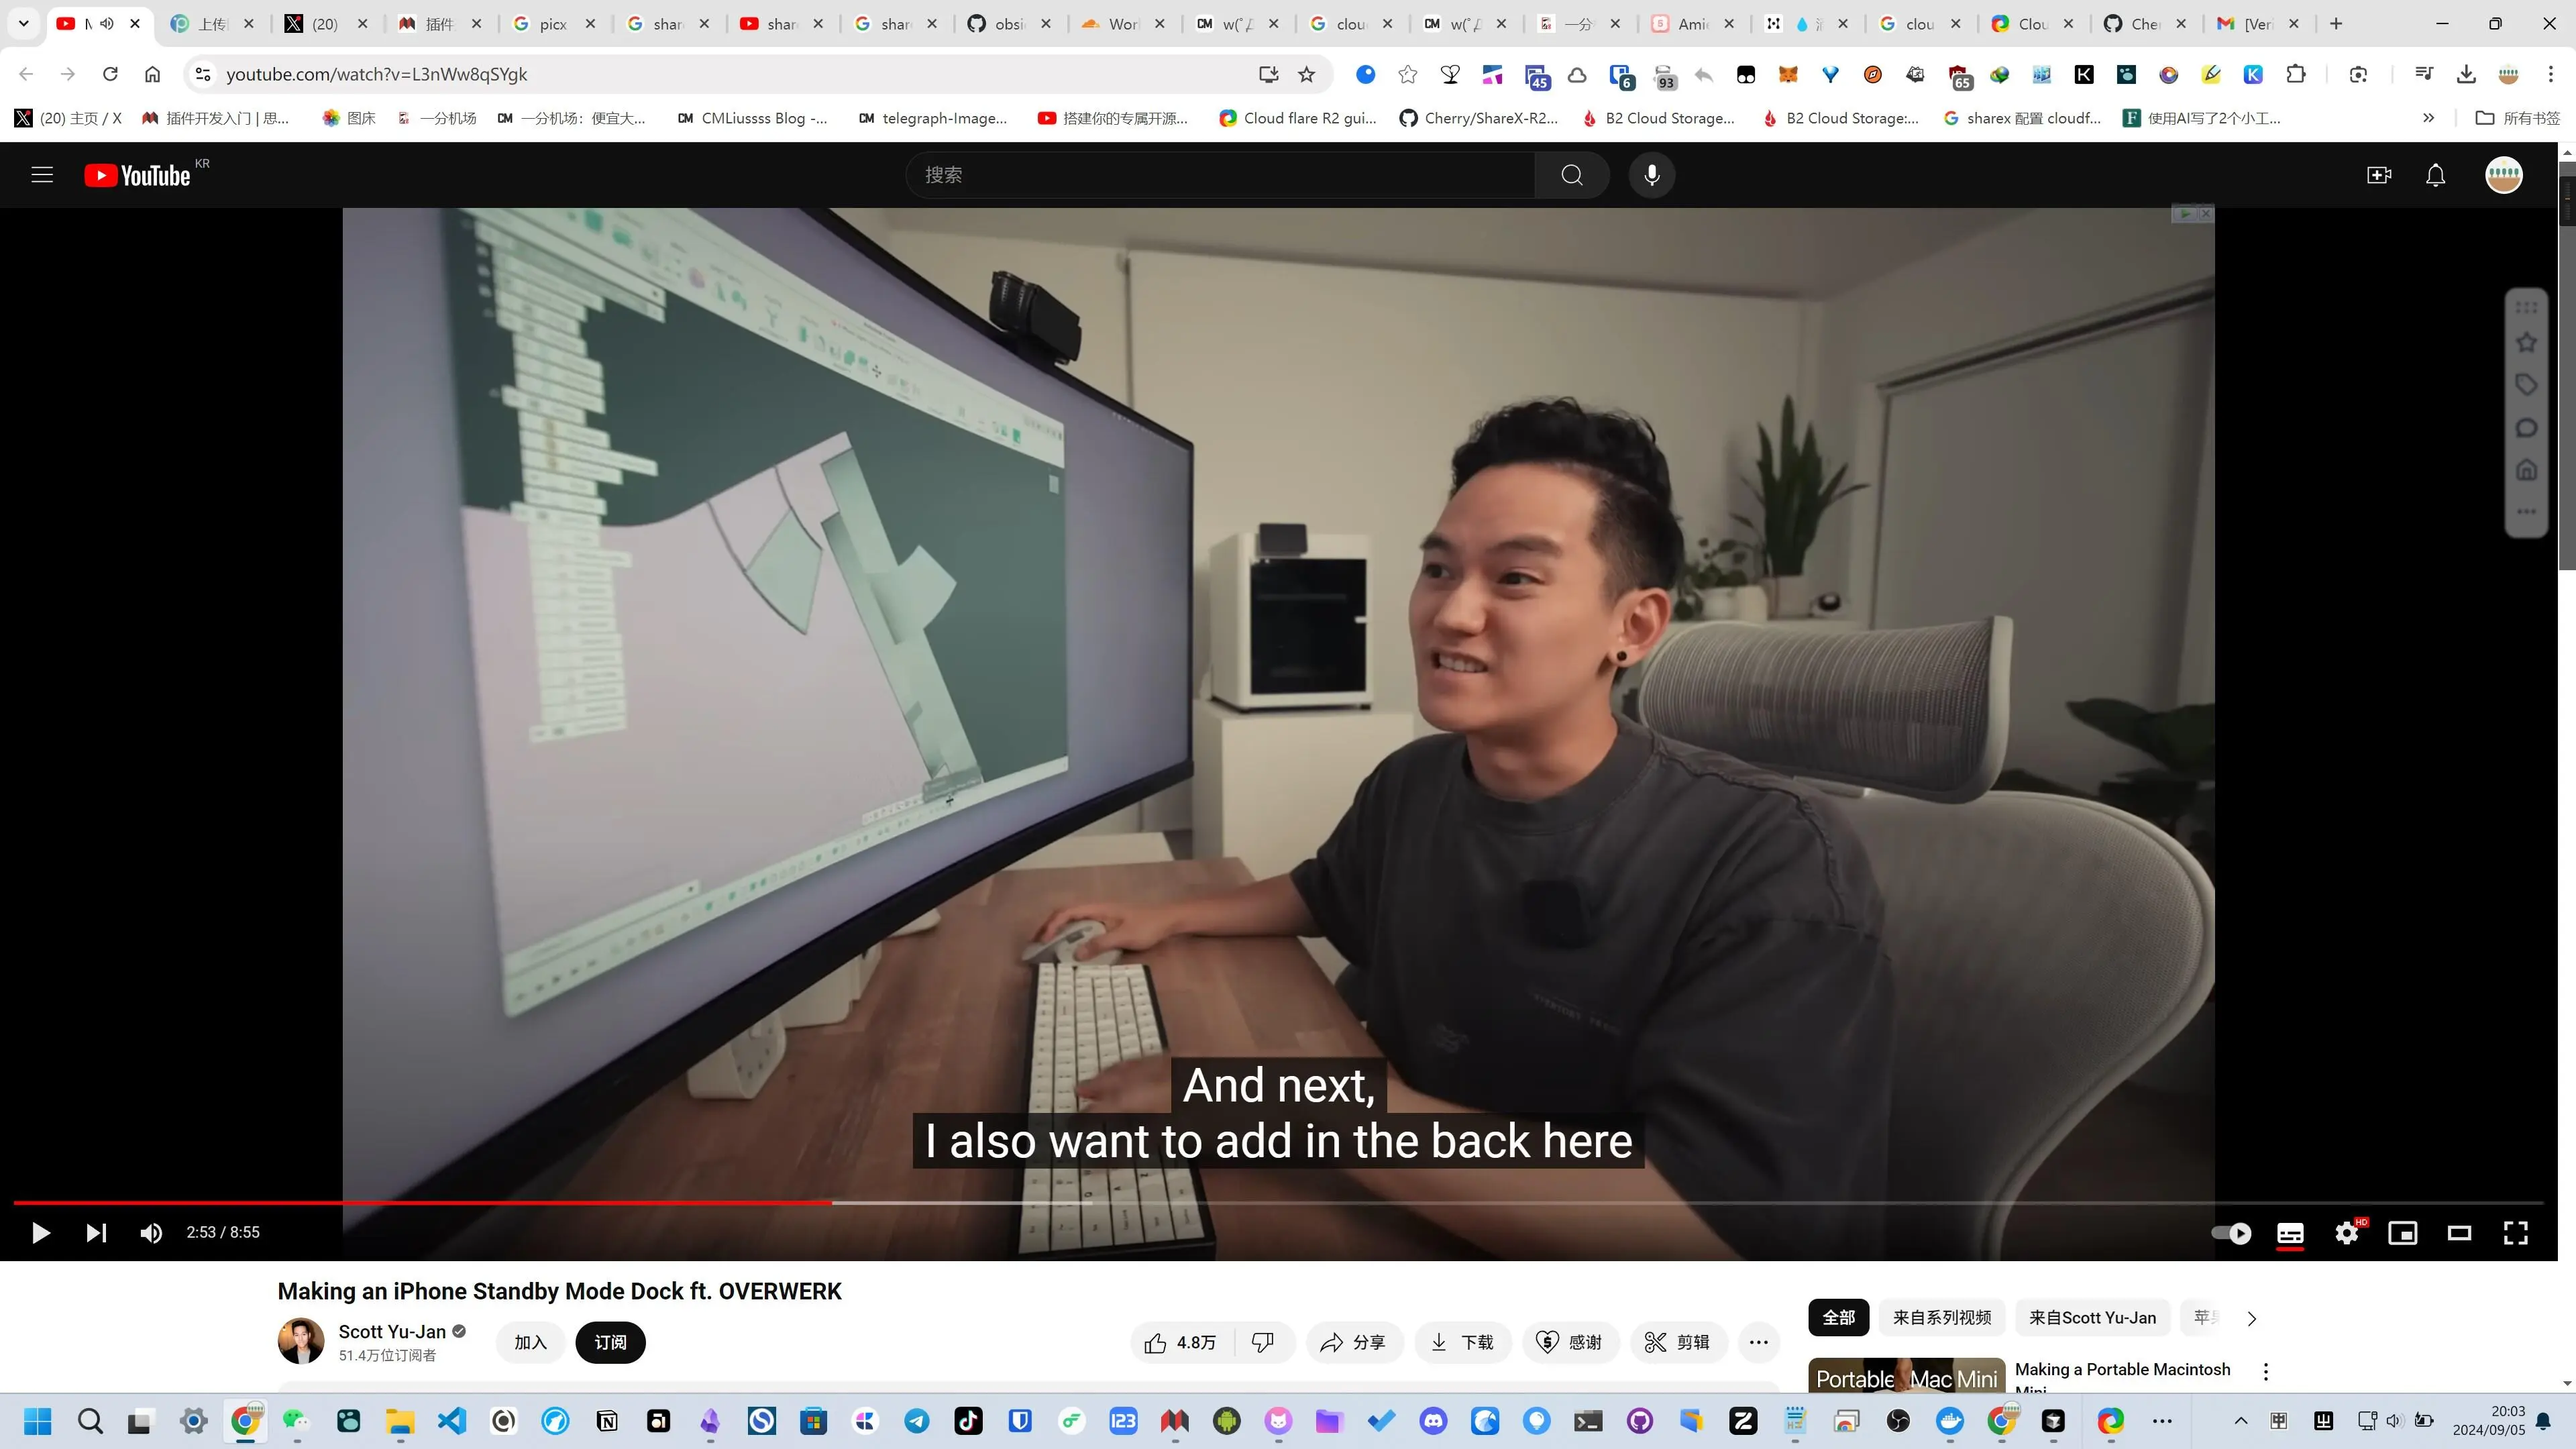 (20)
插件
picx
shar
shar
shar
obsi
Wor
w(ﾟД
clou
w(ﾟД
一分
Ami
clou
Clou
Che
[Veri
youtube.com/watch?v=L3nWw8qSYgk
45
6
93
65
(20) 主页 / X
插件开发入门 | 思...
图床
一分机场
一分机场：便宜大...
CMLiussss Blog -...
telegraph-Image...
搭建你的专属开源...
Cloud flare R2 gui...
Cherry/ShareX-R2...
B2 Cloud Storage...
B2 Cloud Storage:...
sharex 配置 cloudf...
使用AI写了2个小工...
所有书签
YouTube KR
搜索
And next,
I also want to add in the back here
2:53 / 8:55
HD
Making an iPhone Standby Mode Dock ft. OVERWERK
Scott Yu-Jan
51.4万位订阅者
加入
订阅
4.8万
分享
下载
感谢
剪辑
全部
来自系列视频
来自Scott Yu-Jan
Portable Mac Mini
Making a Portable Macintosh
Mini
123
20:03
2024/09/05